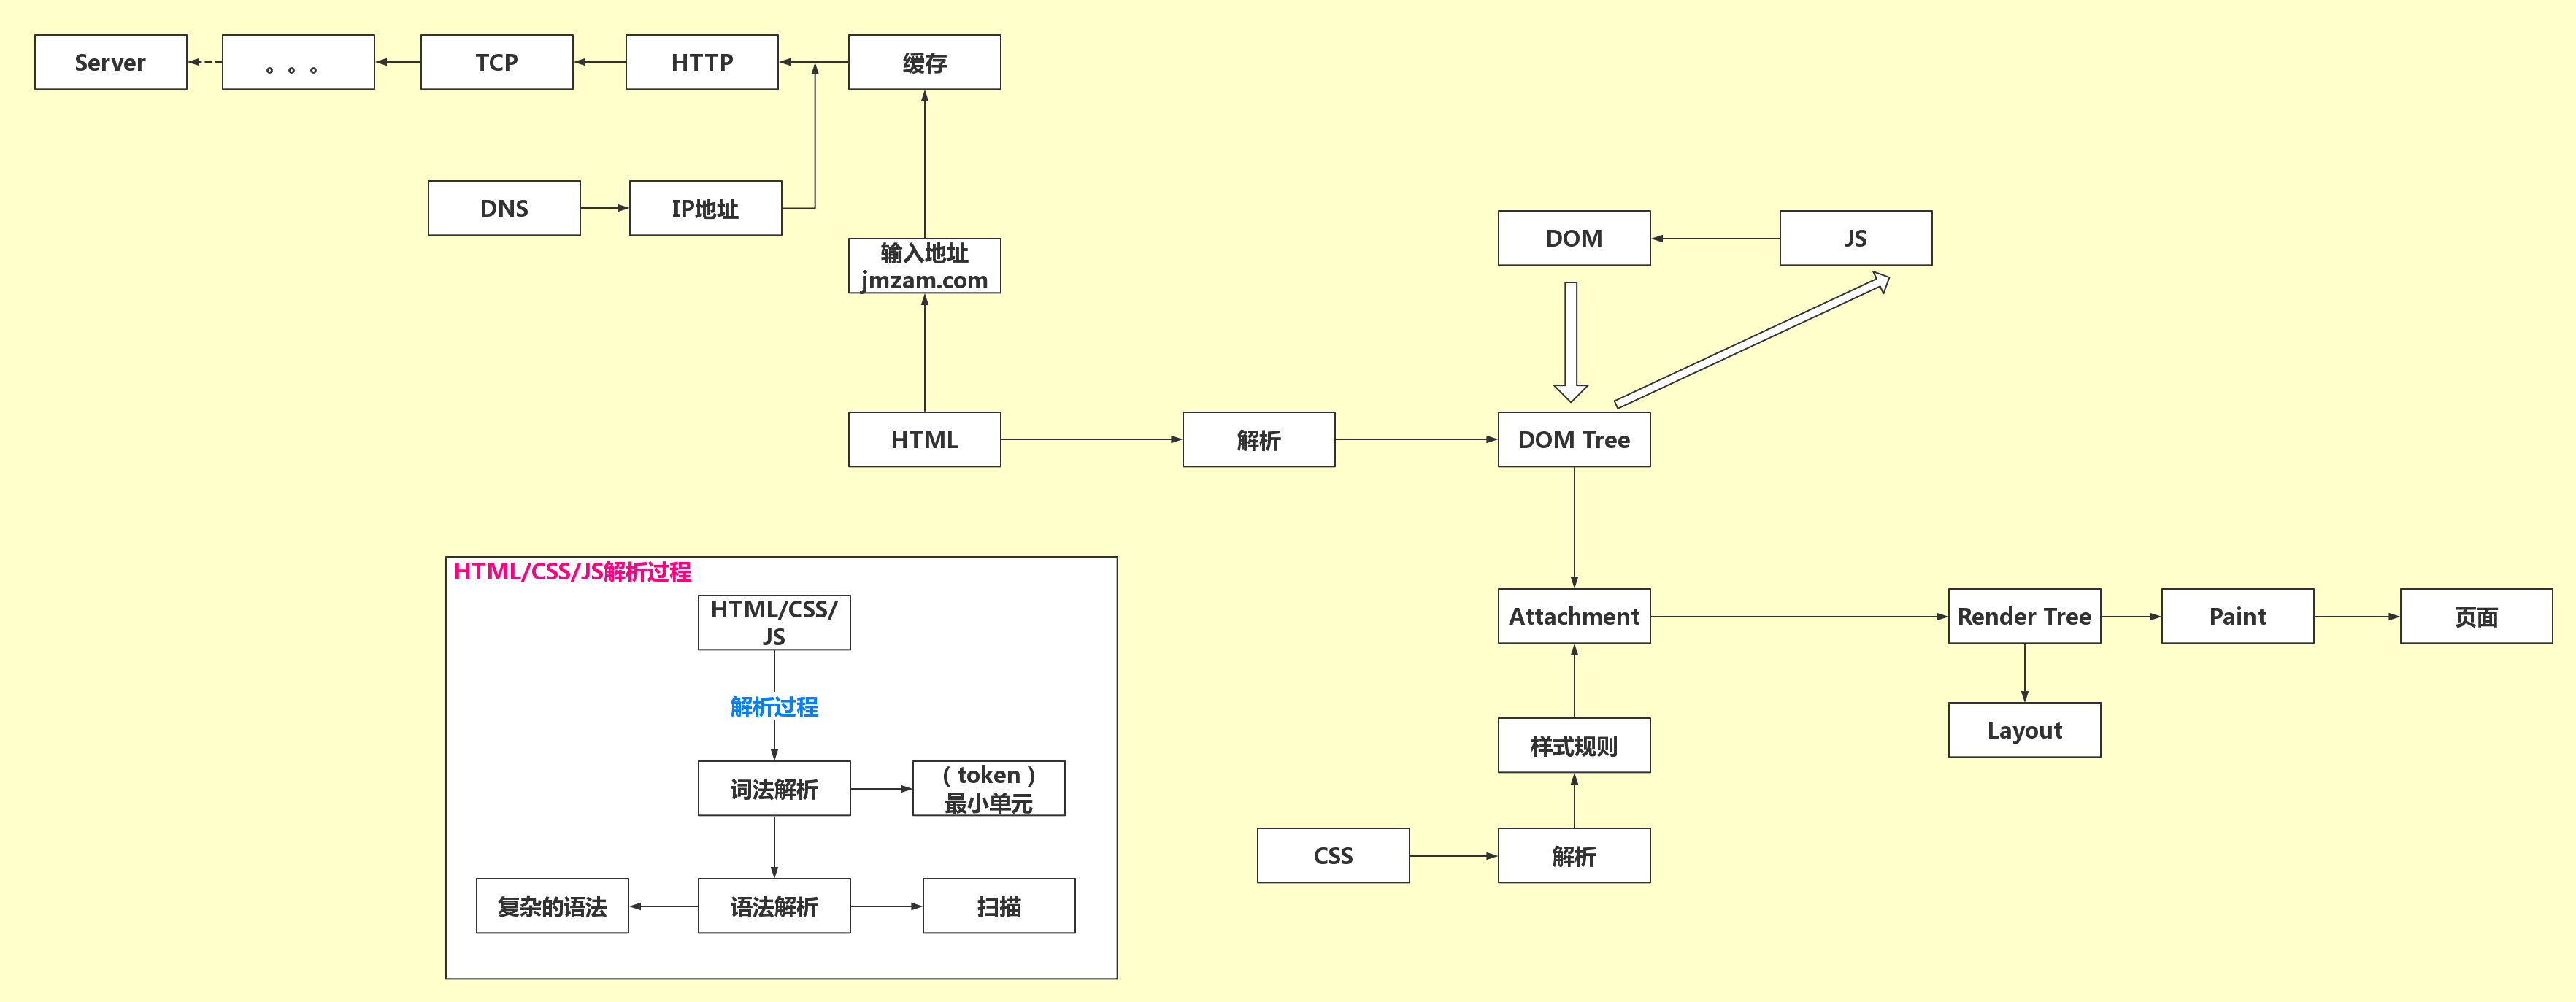 Server
。。。
TCP
HTTP
缓存
DNS
IP地址
输入地址
jmzam.com
DOM
JS
HTML
解析
DOM Tree
HTML/CSS/JS解析过程
HTML/CSS/
JS
解析过程
词法解析
（token）
最小单元
复杂的语法
语法解析
扫描
Attachment
Render Tree
Paint
页面
样式规则
Layout
CSS
解析